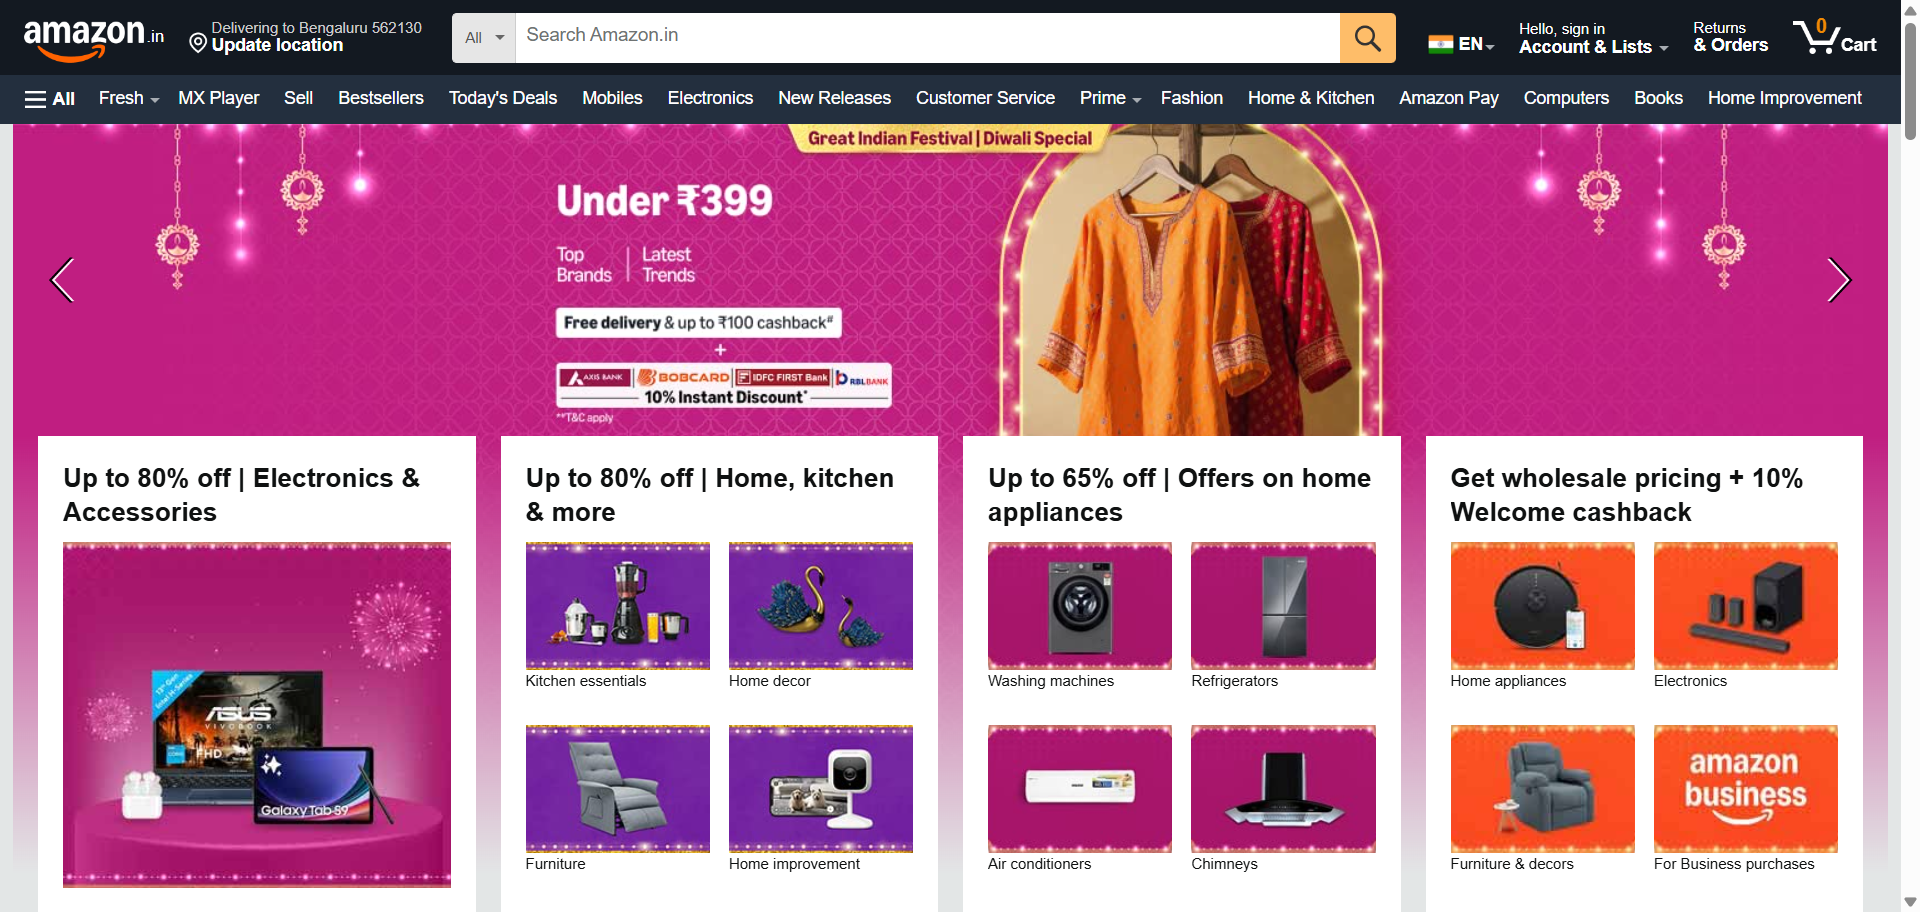 amazon.in
Delivering to Bengaluru 562130
Update location
All
Search Amazon.in
EN
Hello, sign in
Account & Lists
Returns
& Orders
0
Cart
All
Fresh
MX Player
Sell
Bestsellers
Today's Deals
Mobiles
Electronics
New Releases
Customer Service
Prime
Fashion
Home & Kitchen
Amazon Pay
Computers
Books
Home Improvement
Great Indian Festival | Diwali Special
Under ₹399
Top Brands | Latest Trends
Free delivery & up to ₹100 cashback#
+
AXIS BANK | BOBCARD | IDFC FIRST Bank | RBLBANK
10% Instant Discount*
**T&C apply
Up to 80% off | Electronics &
Accessories
13th Gen
Intel H-Series
ASUS
VIVOBOOK
FHD
Galaxy Tab S9
Up to 80% off | Home, kitchen
& more
Kitchen essentials
Home decor
Furniture
Home improvement
Up to 65% off | Offers on home
appliances
Washing machines
Refrigerators
Air conditioners
Chimneys
Get wholesale pricing + 10%
Welcome cashback
Home appliances
Electronics
amazon
business
Furniture & decors
For Business purchases